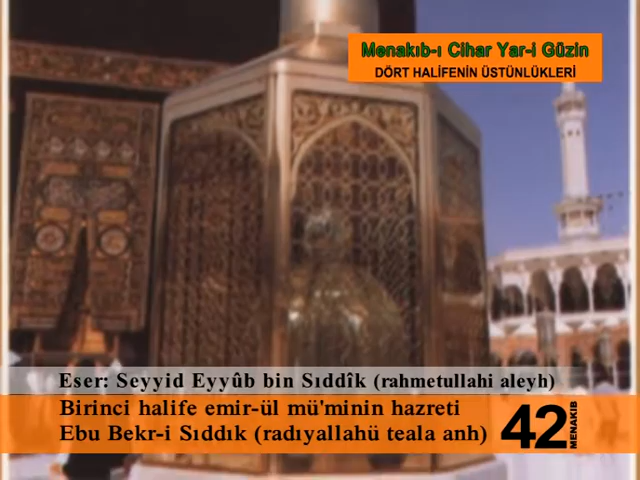 Menakıb-ı Cihar Yar-i Güzin
DÖRT HALİFENİN ÜSTÜNLÜKLERİ
Eser: Seyyid Eyyûb bin Sıddîk (rahmetullahi aleyh)
Birinci halife emir-ül mü'minin hazreti
Ebu Bekr-i Sıddık (radıyallahü teala anh)
42
MENAKIB